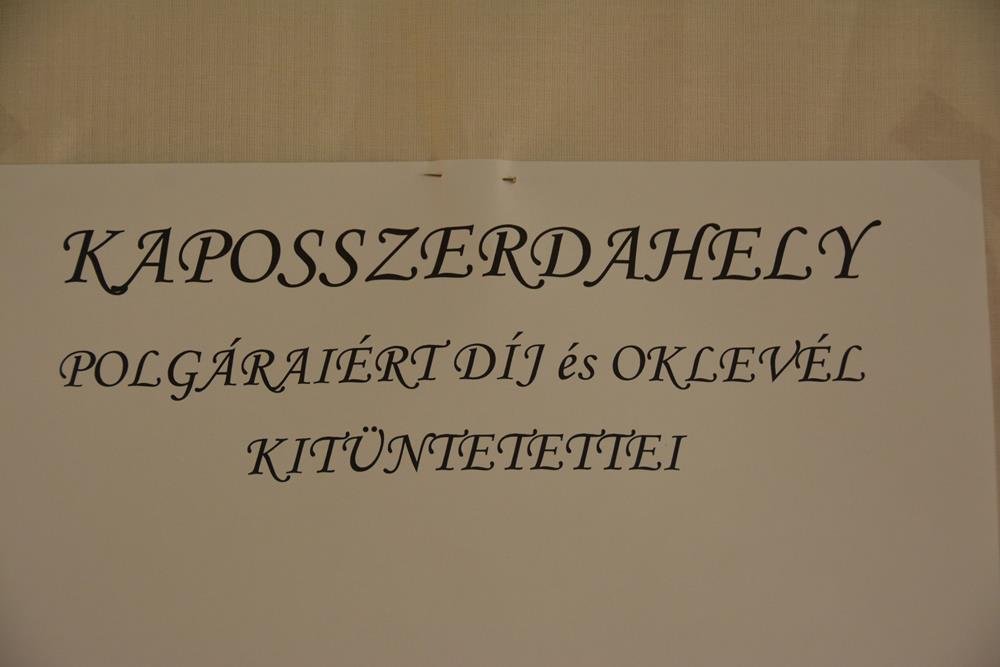 KAPOSSZERDAHELY
POLGÁRAIÉRT DÍJ és OKLEVÉL
KITÜNTETETTEI